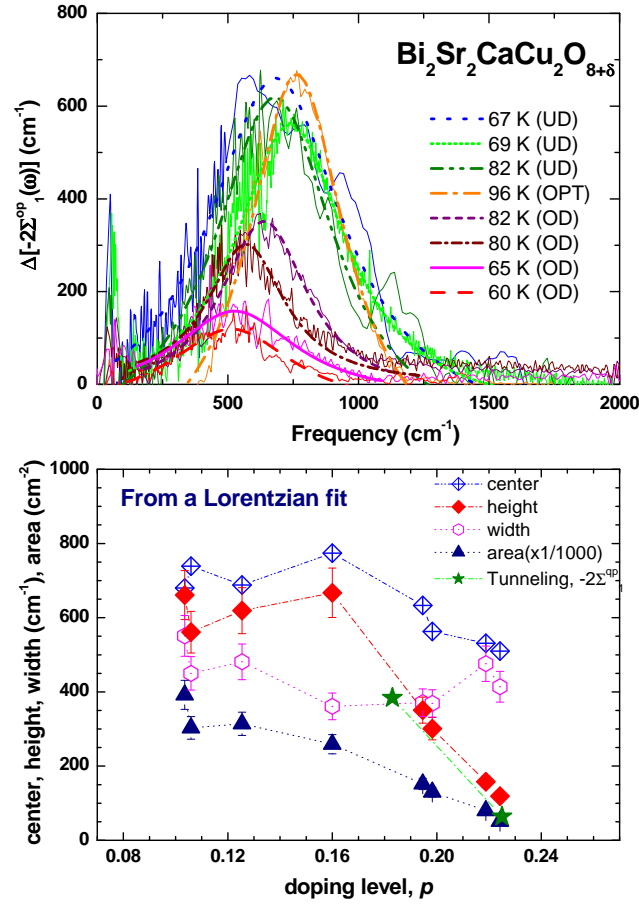 800
600
400
200
0
Δ[-2Σ^op_1(ω)] (cm^-1)
Bi_2Sr_2CaCu_2O_8+δ
67 K (UD)
69 K (UD)
82 K (UD)
96 K (OPT)
82 K (OD)
80 K (OD)
65 K (OD)
60 K (OD)
0 500 1000 1500 2000
Frequency (cm^-1)
1000
800
600
400
200
0
center, height, width (cm^-1), area (cm^-2)
From a Lorentzian fit
center
height
width
area(x1/1000)
Tunneling, -2Σ^qp_1
0.08 0.12 0.16 0.20 0.24
doping level, p